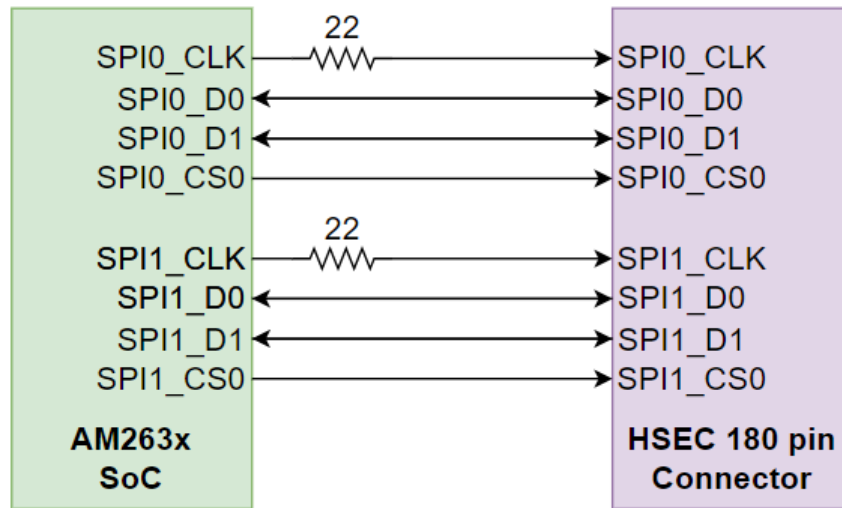 22
SPI0_CLK SPI0_CLK
SPI0_D0 SPI0_D0
SPI0_D1 SPI0_D1
SPI0_CS0 SPI0_CS0
22
SPI1_CLK SPI1_CLK
SPI1_D0 SPI1_D0
SPI1_D1 SPI1_D1
SPI1_CS0 SPI1_CS0
AM263x HSEC 180 pin
SoC Connector